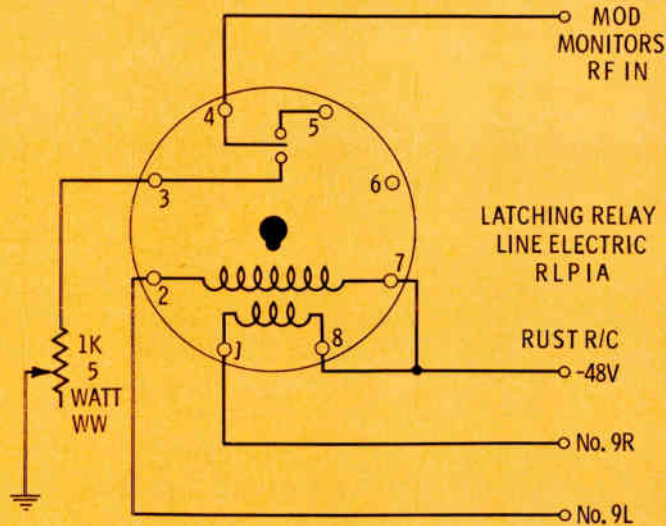 MOD
MONITORS
RF IN
4
5
3
6
LATCHING RELAY
LINE ELECTRIC
RLP1A
2
7
1
8
RUST R/C
-48V
1K
5
WATT
WW
No. 9R
No. 9L